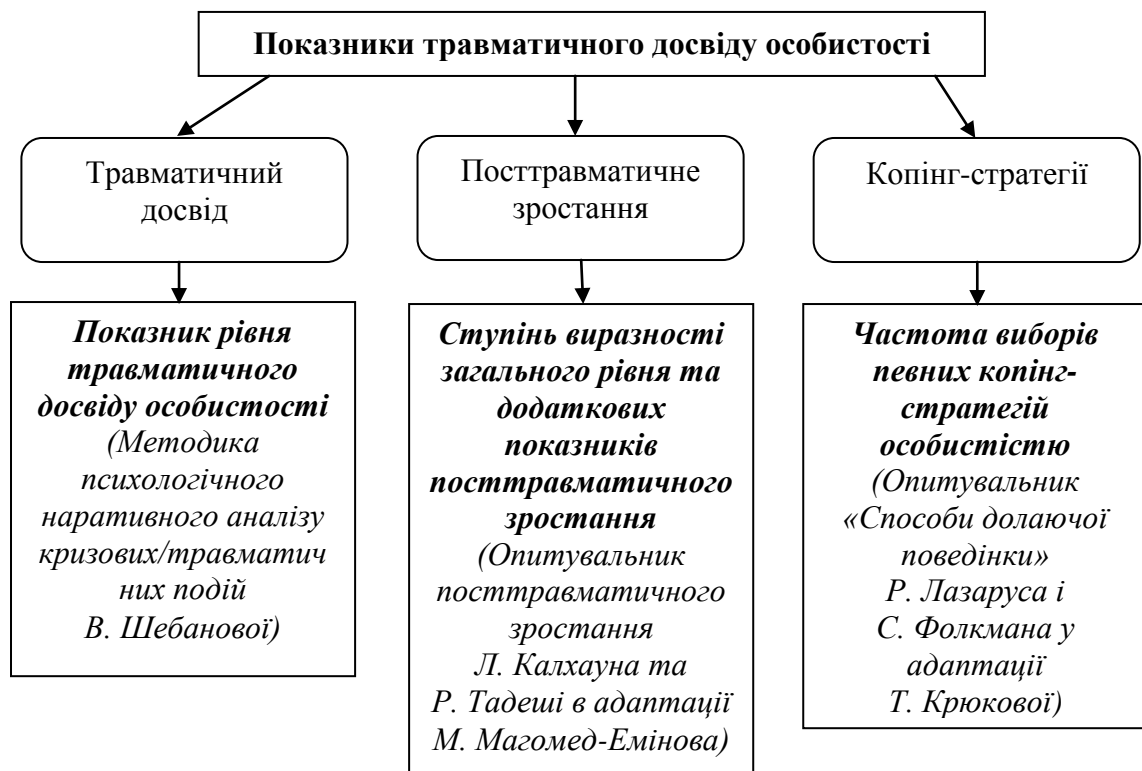 Показники травматичного досвіду особистості
Травматичний
досвід
Посттравматичне
зростання
Копінг-стратегії
Показник рівня
травматичного
досвіду особистості
(Методика
психологічного
наративного аналізу
кризових/травматич
них подій
В. Шебанової)
Ступінь виразності
загального рівня та
додаткових
показників
посттравматичного
зростання
(Опитувальник
посттравматичного
зростання
Л. Калхауна та
Р. Тадеші в адаптації
М. Магомед-Емінова)
Частота виборів
певних копінг-
стратегій
особистістю
(Опитувальник
«Способи долаючої
поведінки»
Р. Лазаруса і
С. Фолкмана у
адаптації
Т. Крюкової)